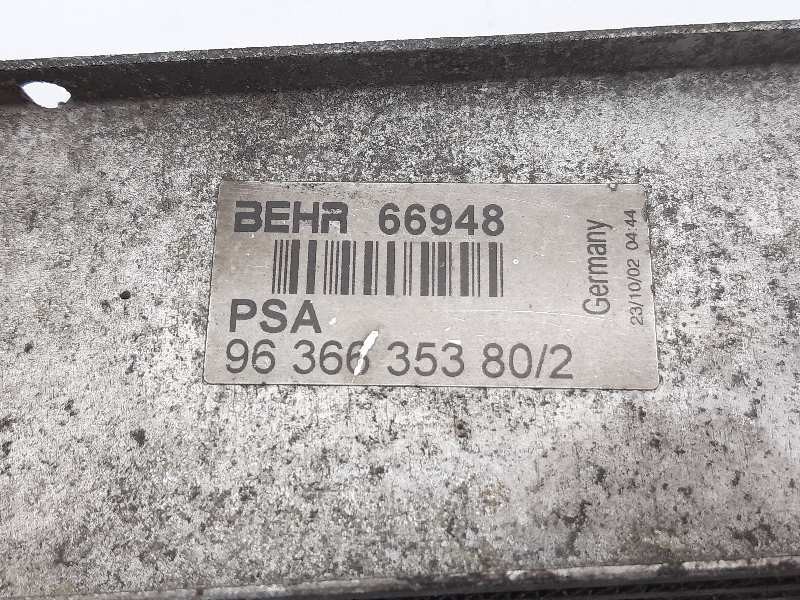 BEHR 66948
PSA
96 366 353 80/2
Germany
23/10/02 04:44